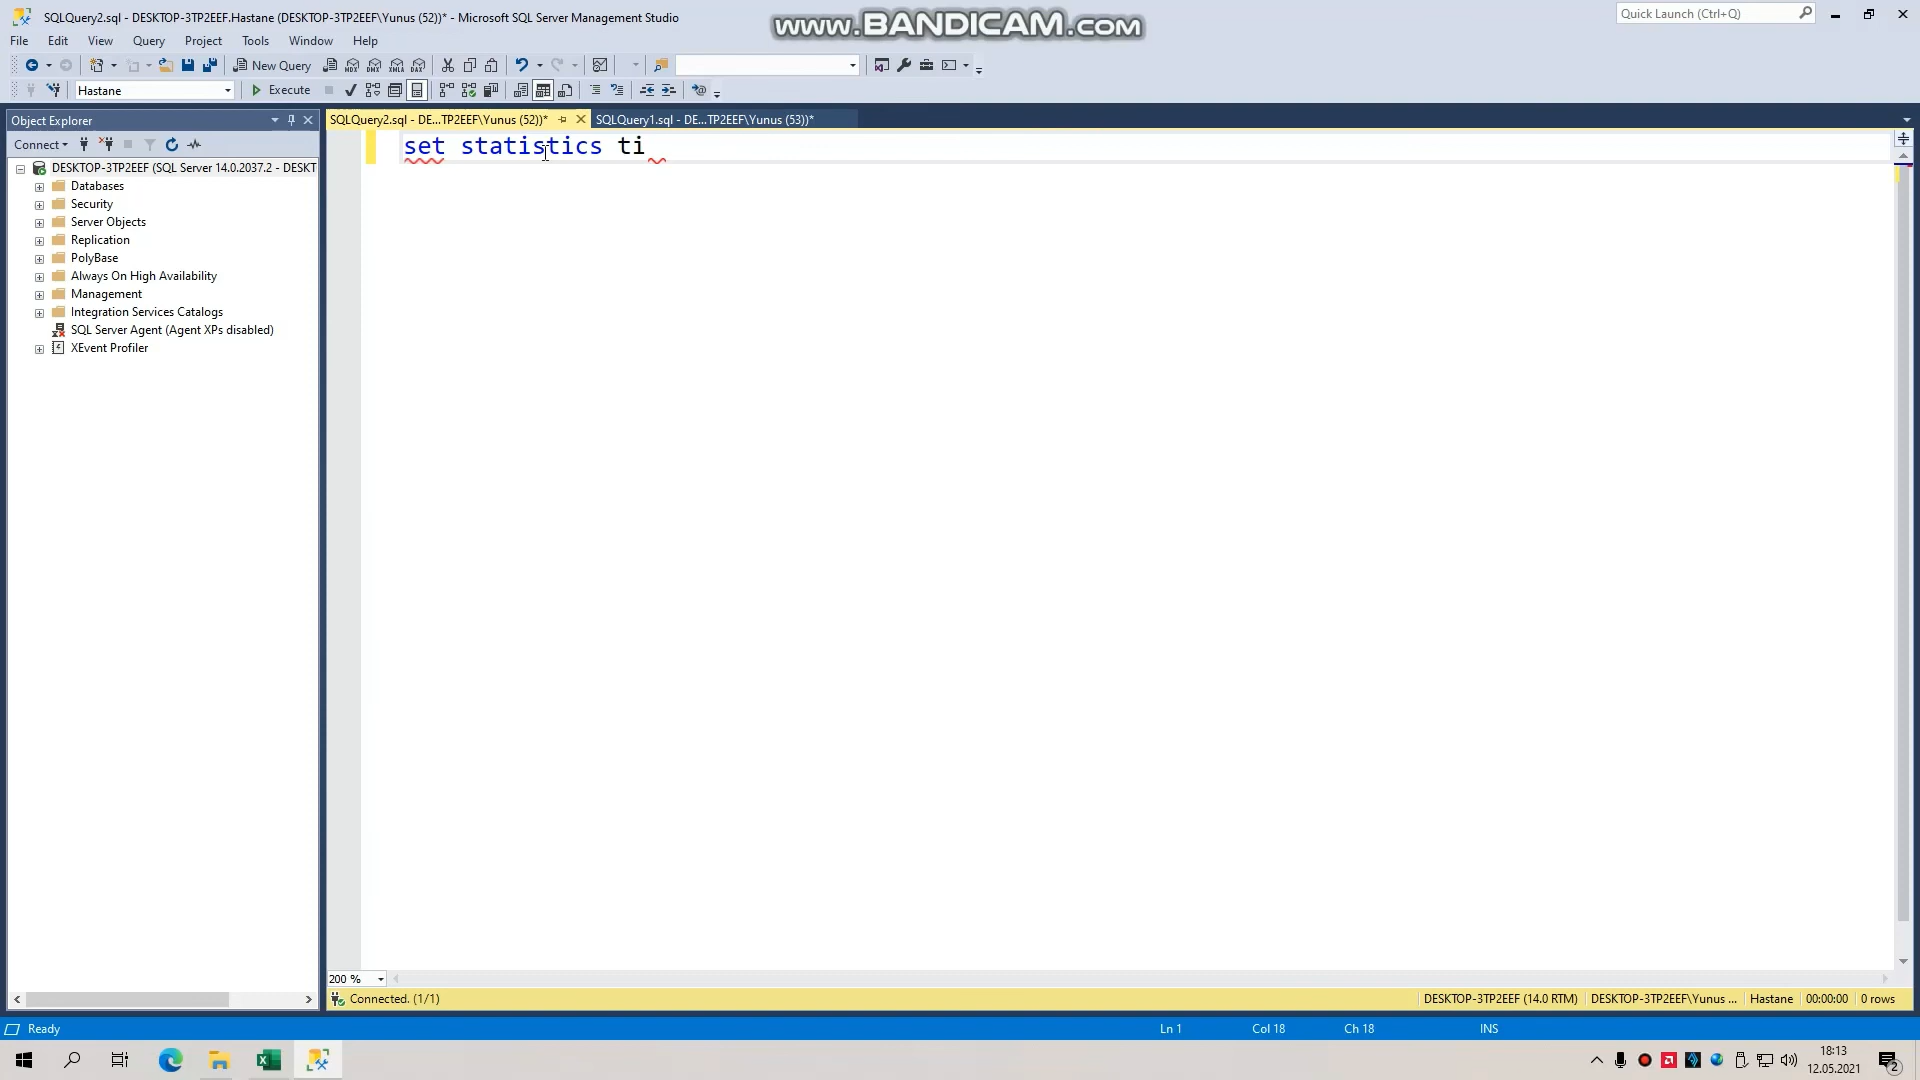 SQLQuery2.sql - DESKTOP-3TP2EEF.Hastane (DESKTOP-3TP2EEF\Yunus (52))* - Microsoft SQL Server Management Studio
www.BANDICAM.com
Quick Launch (Ctrl+Q)
File Edit View Query Project Tools Window Help
New Query
MDX DMX XMLA DAX
Hastane
Execute
Object Explorer
SQLQuery2.sql - DE...TP2EEF\Yunus (52))*
SQLQuery1.sql - DE...TP2EEF\Yunus (53))*
Connect
set statistics ti
DESKTOP-3TP2EEF (SQL Server 14.0.2037.2 - DESKT
Databases
Security
Server Objects
Replication
PolyBase
Always On High Availability
Management
Integration Services Catalogs
SQL Server Agent (Agent XPs disabled)
XEvent Profiler
200 %
Connected. (1/1)
DESKTOP-3TP2EEF (14.0 RTM)
DESKTOP-3TP2EEF\Yunus ...
Hastane
00:00:00
0 rows
Ready
Ln 1
Col 18
Ch 18
INS
18:13
12.05.2021
2